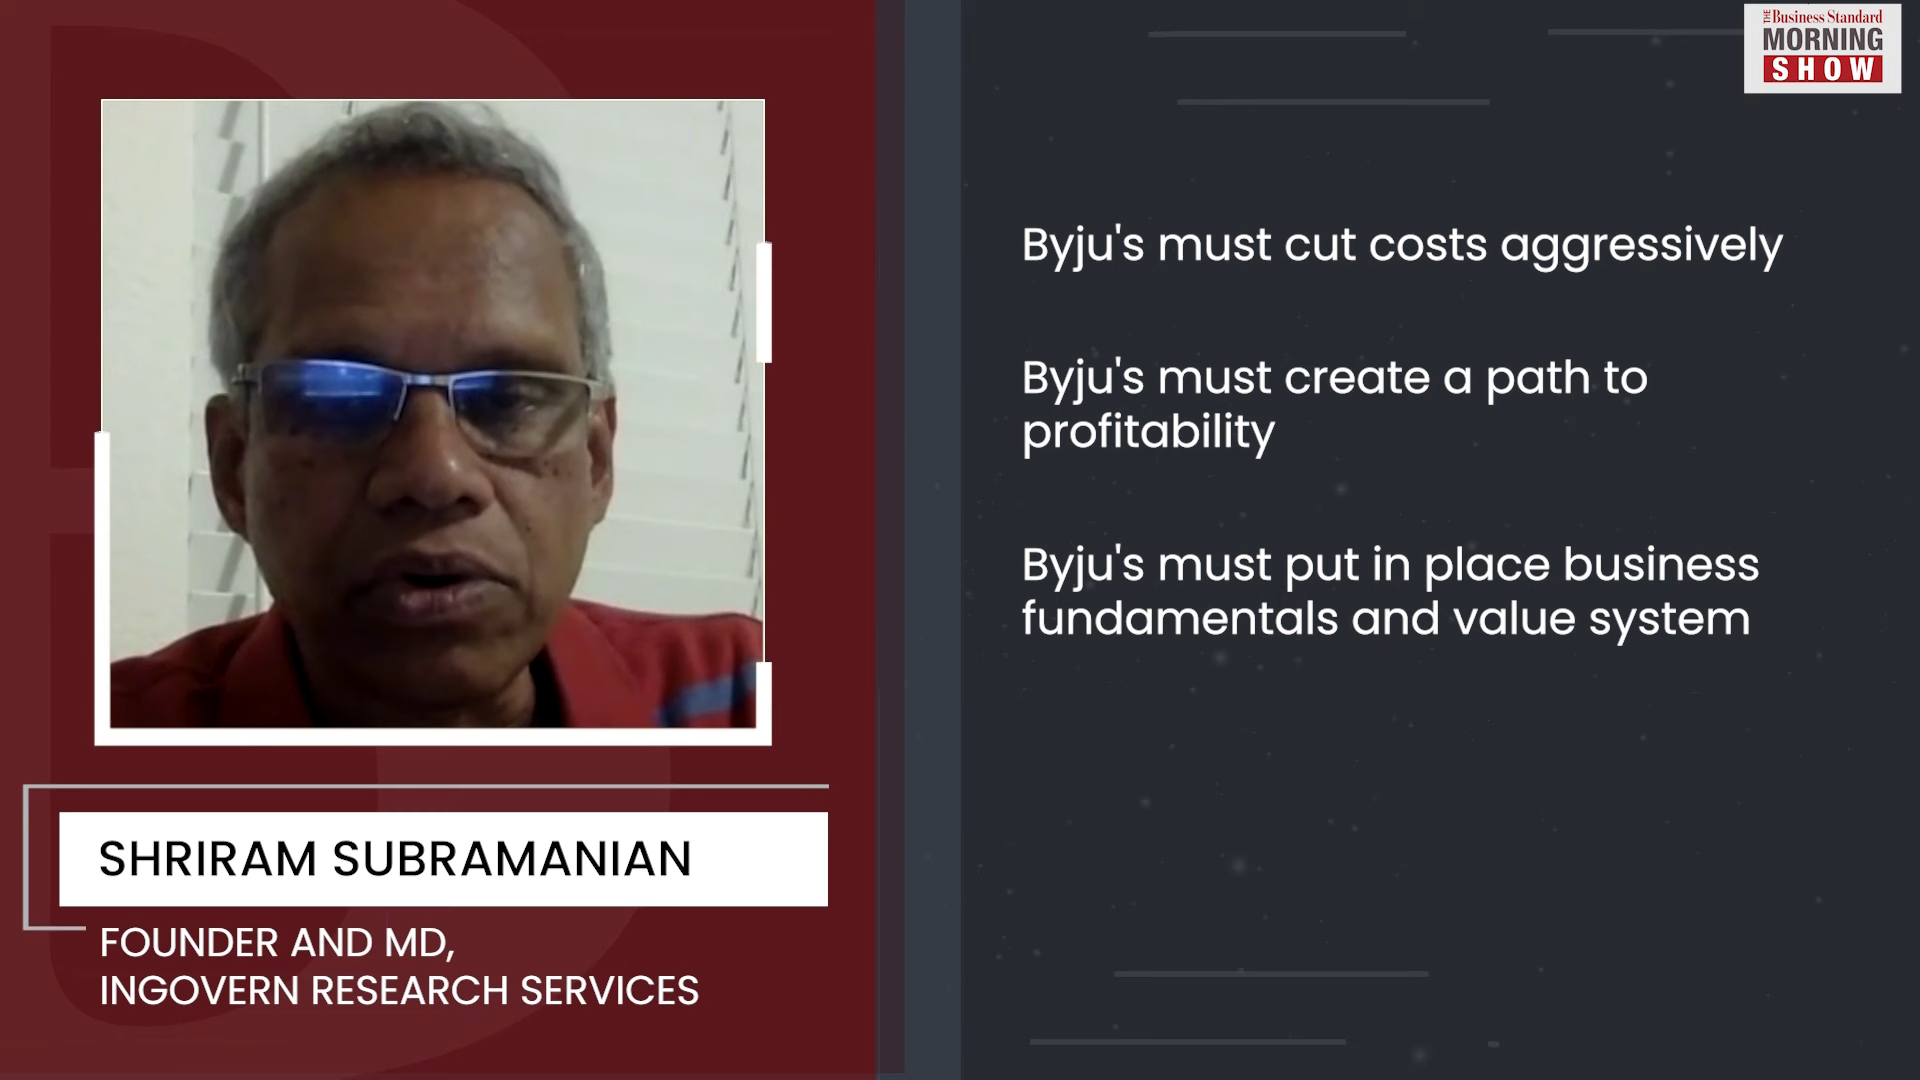 THE Business Standard
MORNING
SHOW
Byju's must cut costs aggressively
Byju's must create a path to
profitability
Byju's must put in place business
fundamentals and value system
SHRIRAM SUBRAMANIAN
FOUNDER AND MD,
INGOVERN RESEARCH SERVICES